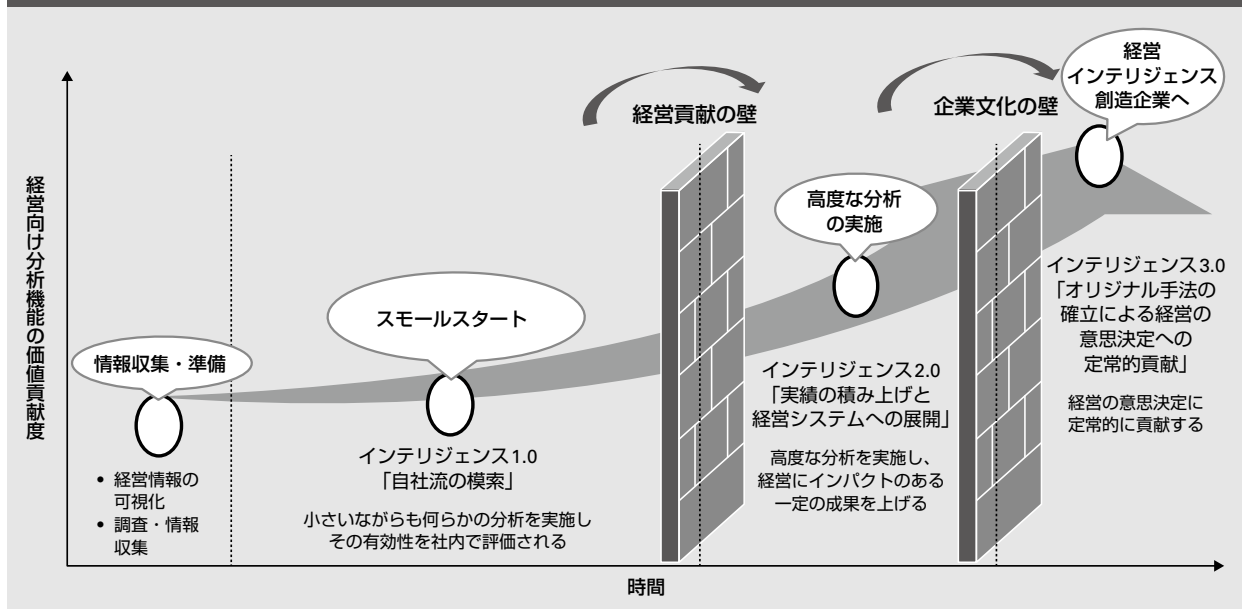 経営向け分析機能の価値貢献度
情報収集・準備
• 経営情報の
可視化
• 調査・情報
収集
スモールスタート
インテリジェンス1.0
「自社流の模索」
小さいながらも何らかの分析を実施し
その有効性を社内で評価される
経営貢献の壁
高度な分析
の実施
インテリジェンス2.0
「実績の積み上げと
経営システムへの展開」
高度な分析を実施し、
経営にインパクトのある
一定の成果を上げる
企業文化の壁
経営
インテリジェンス
創造企業へ
インテリジェンス3.0
「オリジナル手法の
確立による経営の
意思決定への
定常的貢献」
経営の意思決定に
定常的に貢献する
時間